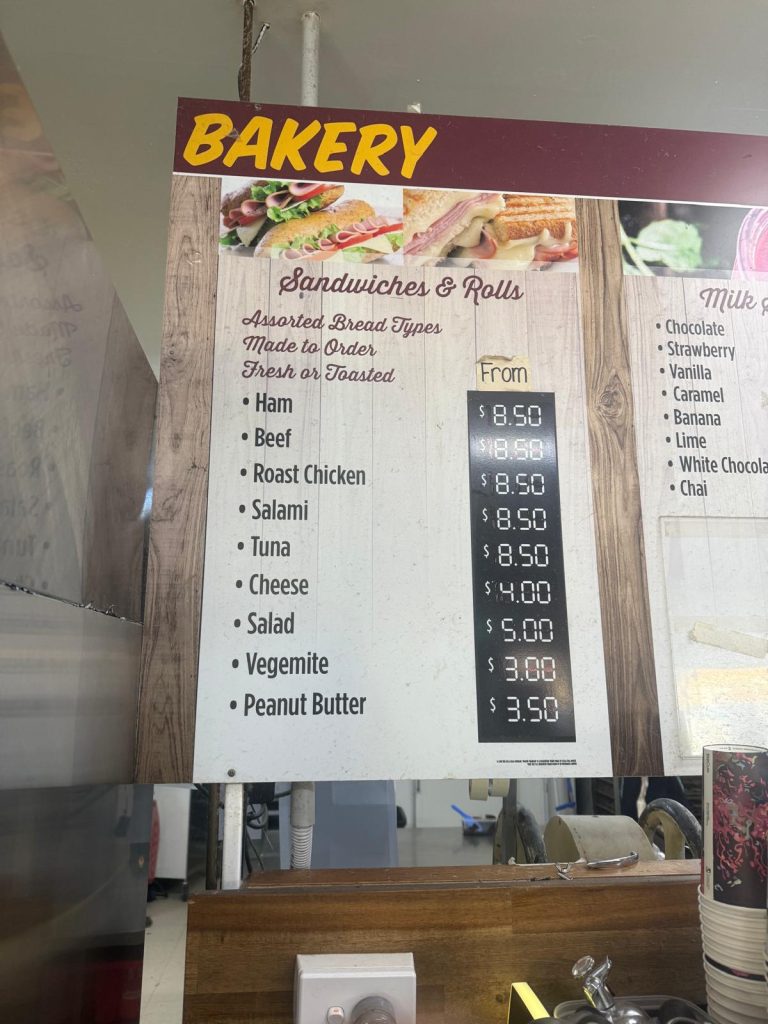 BAKERY
Sandwiches & Rolls
Assorted Bread Types
Made to Order
Fresh or Toasted
From
• Ham $8.50
• Beef $8.50
• Roast Chicken $8.50
• Salami $8.50
• Tuna $8.50
• Cheese $4.00
• Salad $5.00
• Vegemite $3.00
• Peanut Butter $3.50
Milk
• Chocolate
• Strawberry
• Vanilla
• Caramel
• Banana
• Lime
• White Chocola
• Chai